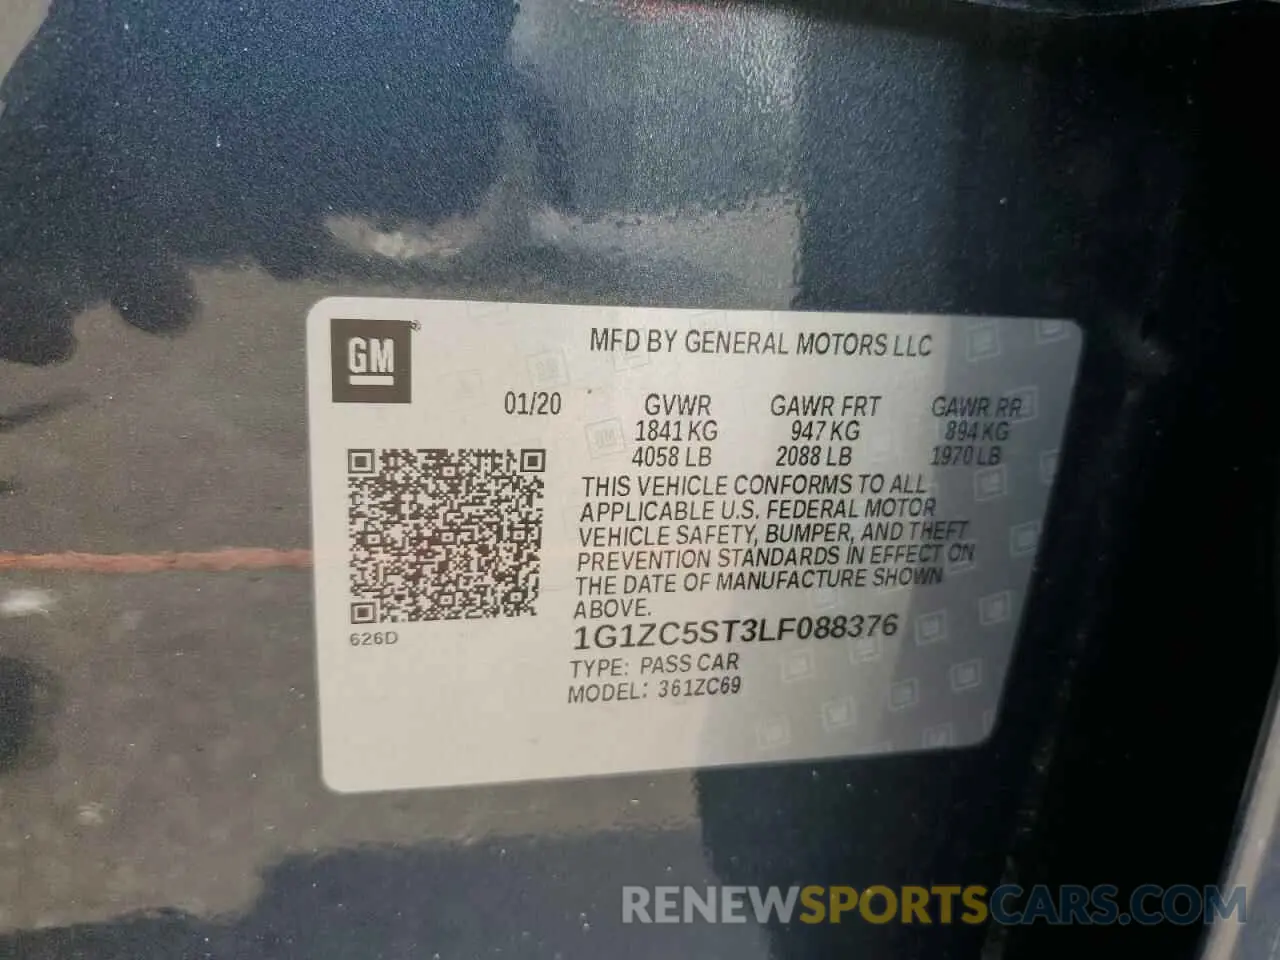 GM
MFD BY GENERAL MOTORS LLC
01/20 GVWR GAWR FRT GAWR RR
1841 KG 947 KG 894 KG
4058 LB 2088 LB 1970 LB
THIS VEHICLE CONFORMS TO ALL
APPLICABLE U.S. FEDERAL MOTOR
VEHICLE SAFETY, BUMPER, AND THEFT
PREVENTION STANDARDS IN EFFECT ON
THE DATE OF MANUFACTURE SHOWN
ABOVE.
626D
1G1ZC5ST3LF088376
TYPE: PASS CAR
MODEL: 361ZC69
RENEWSPORTSCARS.COM